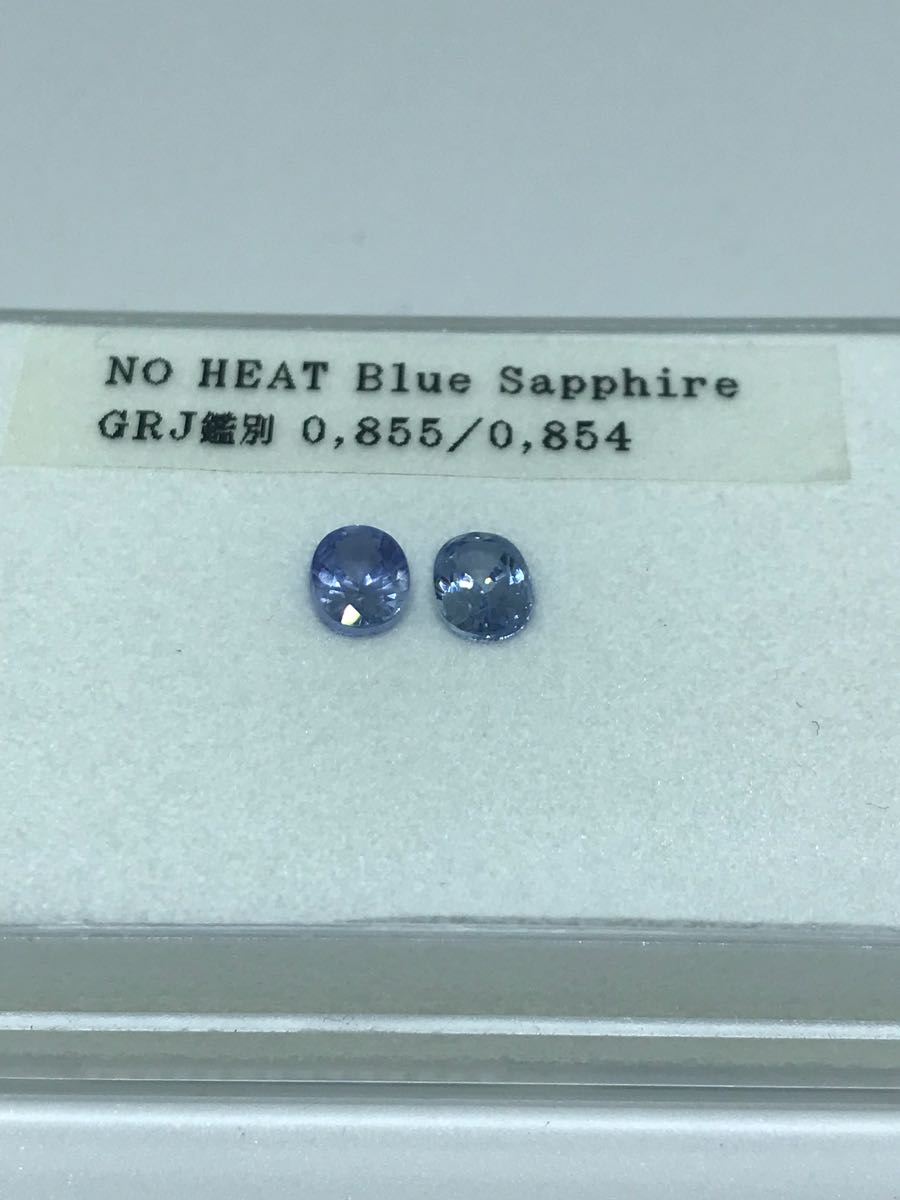 NO HEAT Blue Sapphire
GRJ鑑別 0,855/0,854